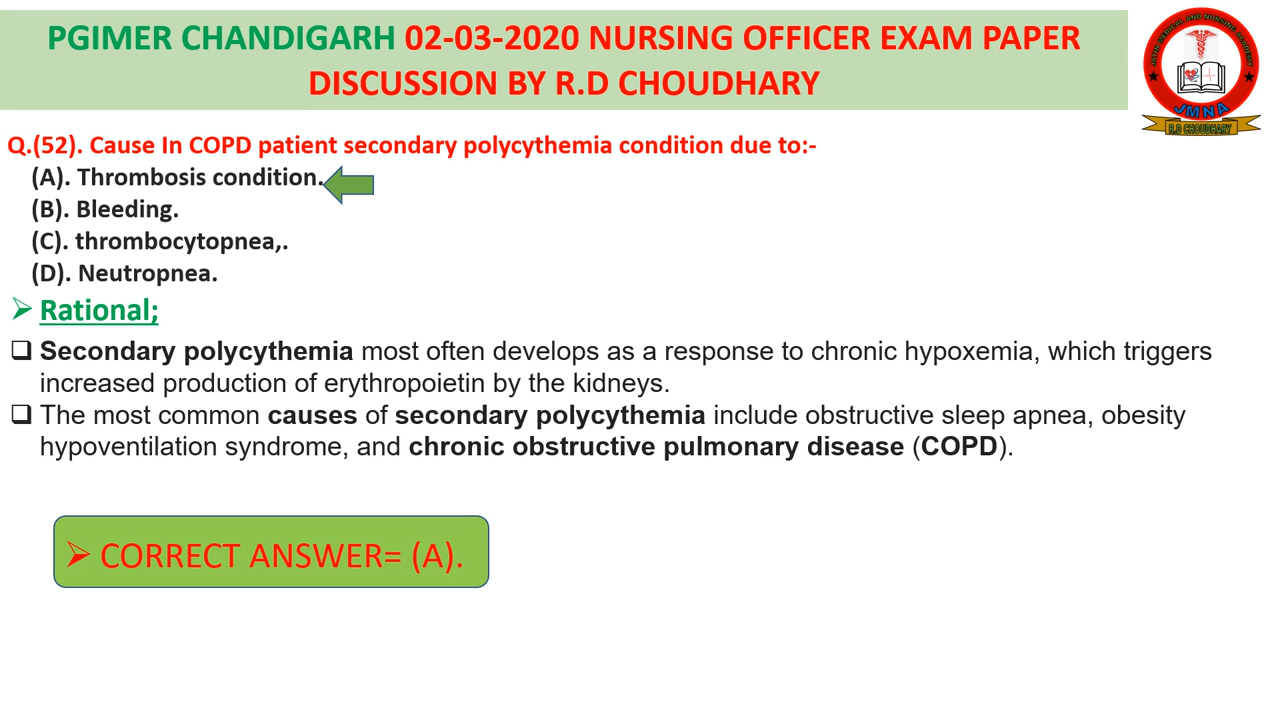 PGIMER CHANDIGARH 02-03-2020 NURSING OFFICER EXAM PAPER
DISCUSSION BY R.D CHOUDHARY
JMNA
R.D CHOUDHARY
Q.(52). Cause In COPD patient secondary polycythemia condition due to:-
(A). Thrombosis condition.
(B). Bleeding.
(C). thrombocytopnea,.
(D). Neutropnea.
Rational;
Secondary polycythemia most often develops as a response to chronic hypoxemia, which triggers
increased production of erythropoietin by the kidneys.
The most common causes of secondary polycythemia include obstructive sleep apnea, obesity
hypoventilation syndrome, and chronic obstructive pulmonary disease (COPD).
CORRECT ANSWER= (A).